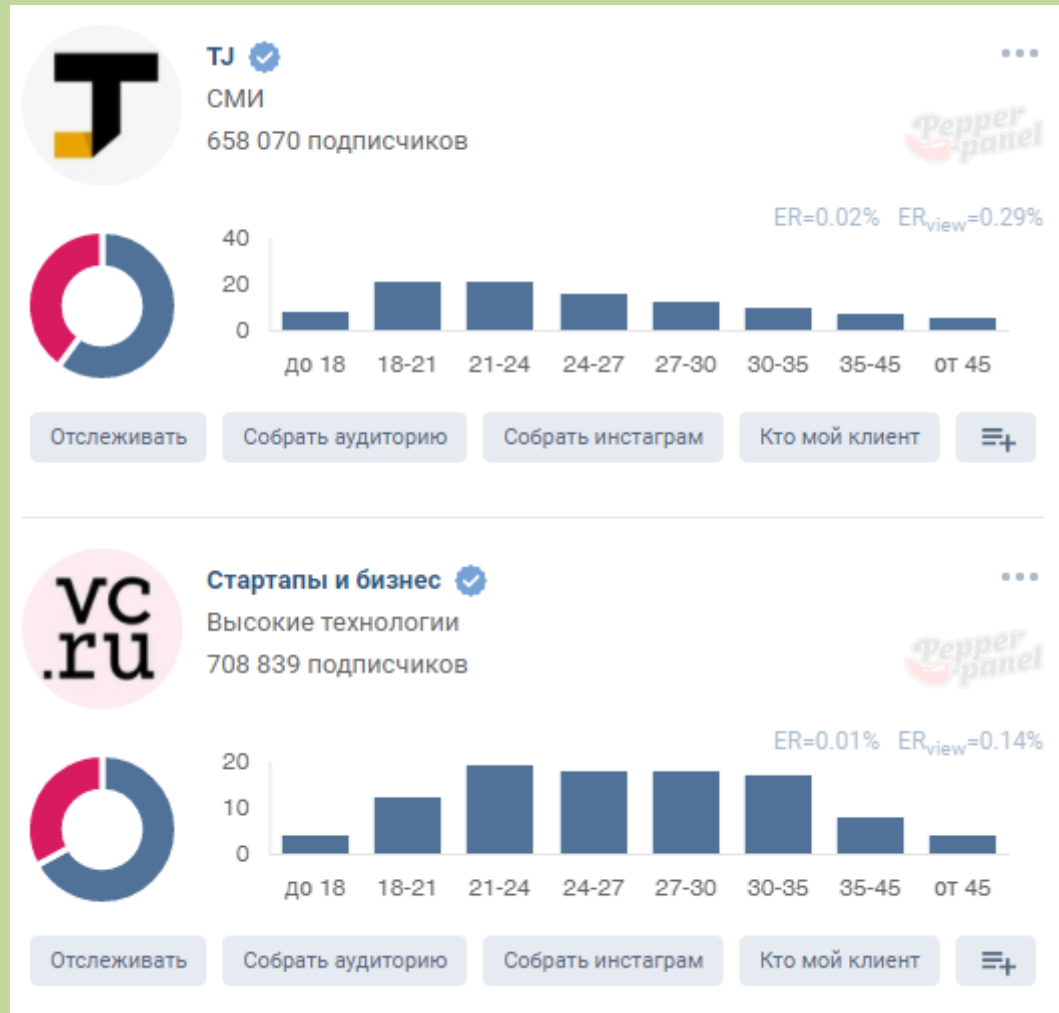 TJ
СМИ
658 070 подписчиков
Pepper
-panel
ER=0.02% ERview=0.29%
40
20
0
до 18 18-21 21-24 24-27 27-30 30-35 35-45 от 45
Отслеживать Собрать аудиторию Собрать инстаграм Кто мой клиент
vc
.ru
Стартапы и бизнес
Высокие технологии
708 839 подписчиков
Pepper
-panel
ER=0.01% ERview=0.14%
20
10
0
до 18 18-21 21-24 24-27 27-30 30-35 35-45 от 45
Отслеживать Собрать аудиторию Собрать инстаграм Кто мой клиент